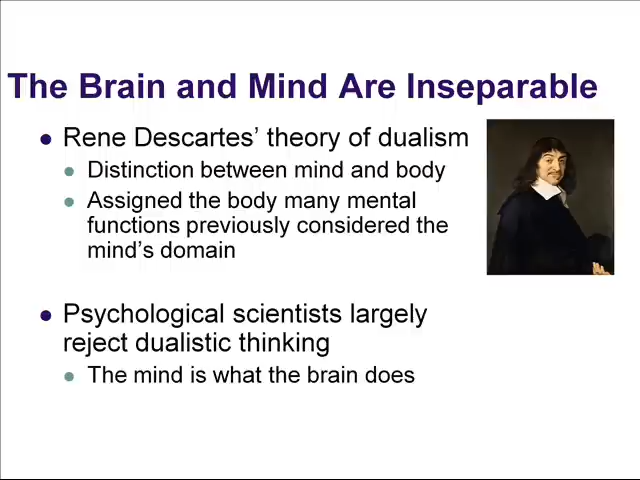 The Brain and Mind Are Inseparable
Rene Descartes' theory of dualism
Distinction between mind and body
Assigned the body many mental
functions previously considered the
mind's domain
Psychological scientists largely
reject dualistic thinking
The mind is what the brain does